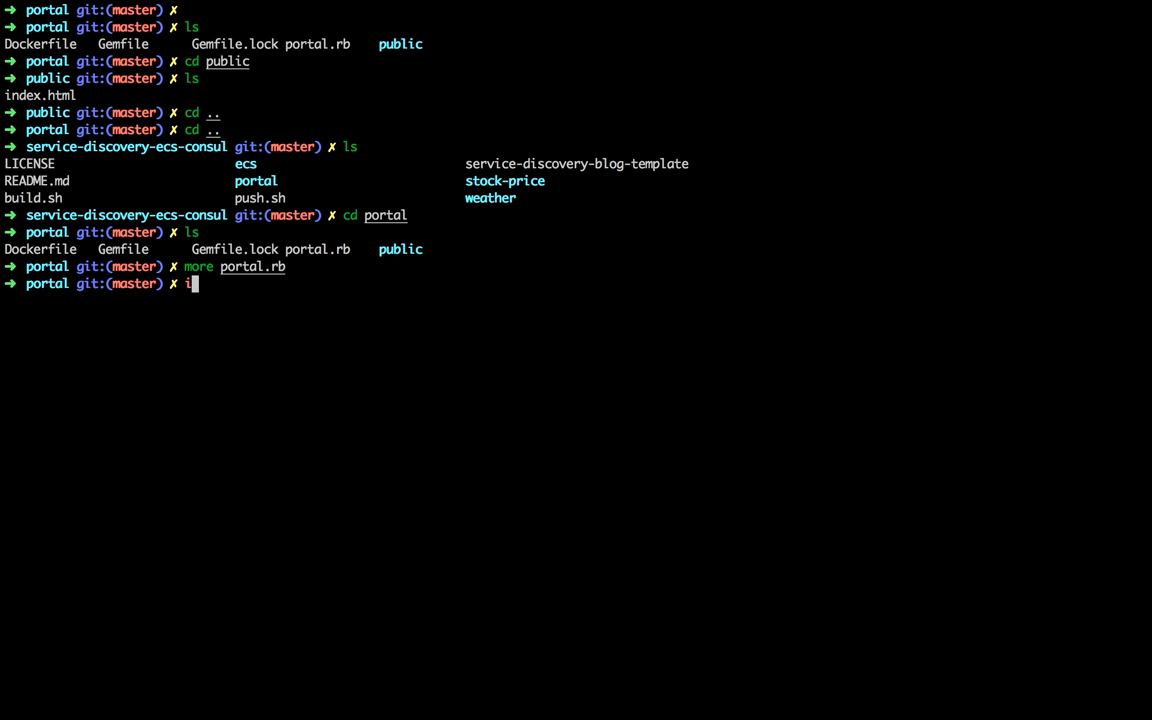 ➜ portal git:(master) ✗
➜ portal git:(master) ✗ ls
Dockerfile Gemfile Gemfile.lock portal.rb public
➜ portal git:(master) ✗ cd public
➜ public git:(master) ✗ ls
index.html
➜ public git:(master) ✗ cd ..
➜ portal git:(master) ✗ cd ..
➜ service-discovery-ecs-consul git:(master) ✗ ls
LICENSE ecs service-discovery-blog-template
README.md portal stock-price
build.sh push.sh weather
➜ service-discovery-ecs-consul git:(master) ✗ cd portal
➜ portal git:(master) ✗ ls
Dockerfile Gemfile Gemfile.lock portal.rb public
➜ portal git:(master) ✗ more portal.rb
➜ portal git:(master) ✗ i